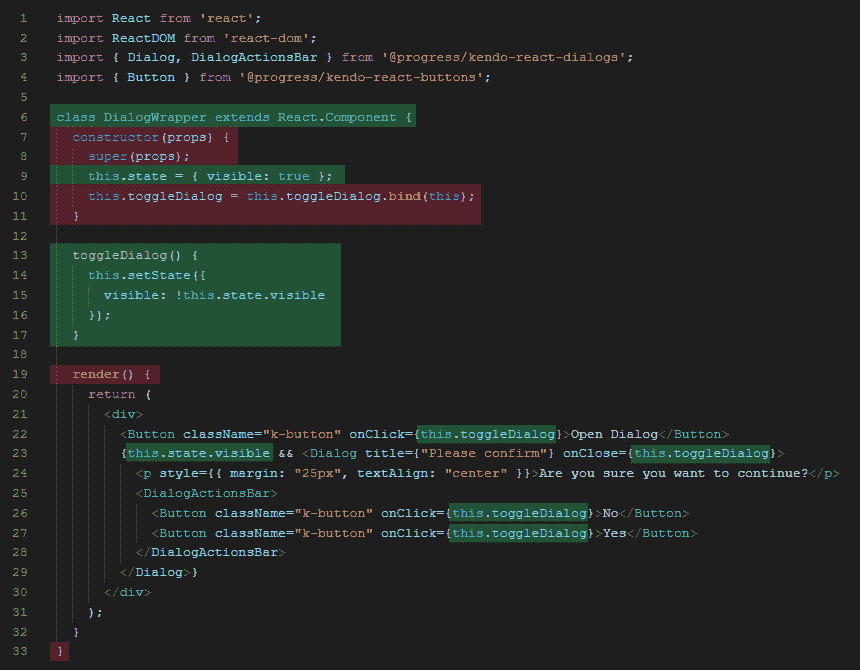 1 import React from 'react';
2 import ReactDOM from 'react-dom';
3 import { Dialog, DialogActionsBar } from '@progress/kendo-react-dialogs';
4 import { Button } from '@progress/kendo-react-buttons';
5
6 class DialogWrapper extends React.Component {
7 constructor(props) {
8 super(props);
9 this.state = { visible: true };
10 this.toggleDialog = this.toggleDialog.bind(this);
11 }
12
13 toggleDialog() {
14 this.setState({
15 visible: !this.state.visible
16 });
17 }
18
19 render() {
20 return (
21 <div>
22 <Button className="k-button" onClick={this.toggleDialog}>Open Dialog</Button>
23 {this.state.visible && <Dialog title={"Please confirm"} onClose={this.toggleDialog}>
24 <p style={{ margin: "25px", textAlign: "center" }}>Are you sure you want to continue?</p>
25 <DialogActionsBar>
26 <Button className="k-button" onClick={this.toggleDialog}>No</Button>
27 <Button className="k-button" onClick={this.toggleDialog}>Yes</Button>
28 </DialogActionsBar>
29 </Dialog>}
30 </div>
31 );
32 }
33 }